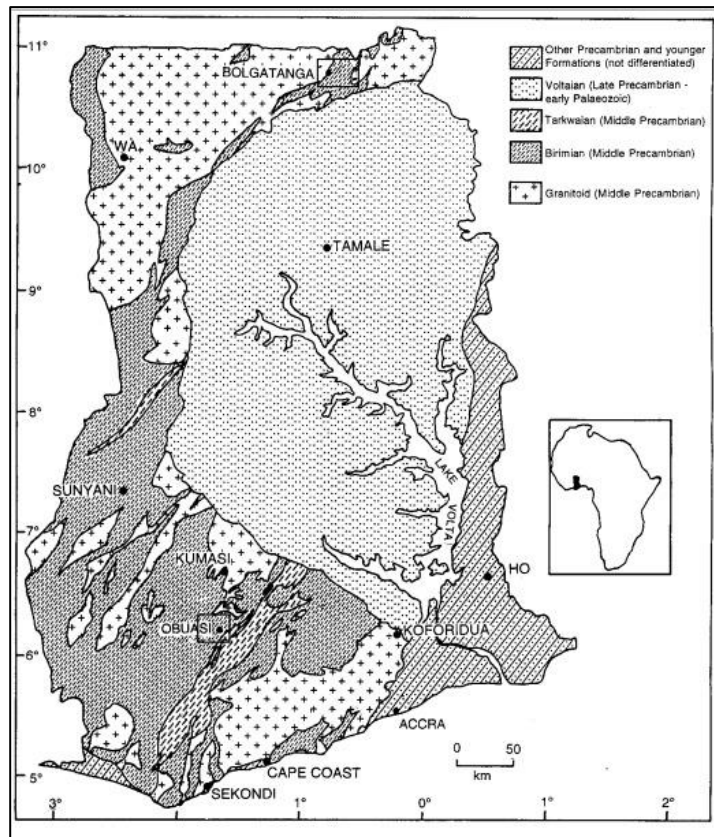 11°
10°
9°
8°
7°
6°
5°
3°
2°
1°
0°
1°
2°
BOLGATANGA
WA
TAMALE
SUNYANI
LAKE
VOLTA
KUMASI
HO
OBUASI
KOFORIDUA
ACCRA
CAPE COAST
SEKONDI
0 50
km
Other Precambrian and younger
Formations (not differentiated)
Voltaian (Late Precambrian -
early Palaeozoic)
Tarkwaian (Middle Precambrian)
Birimian (Middle Precambrian)
Granitoid (Middle Precambrian)